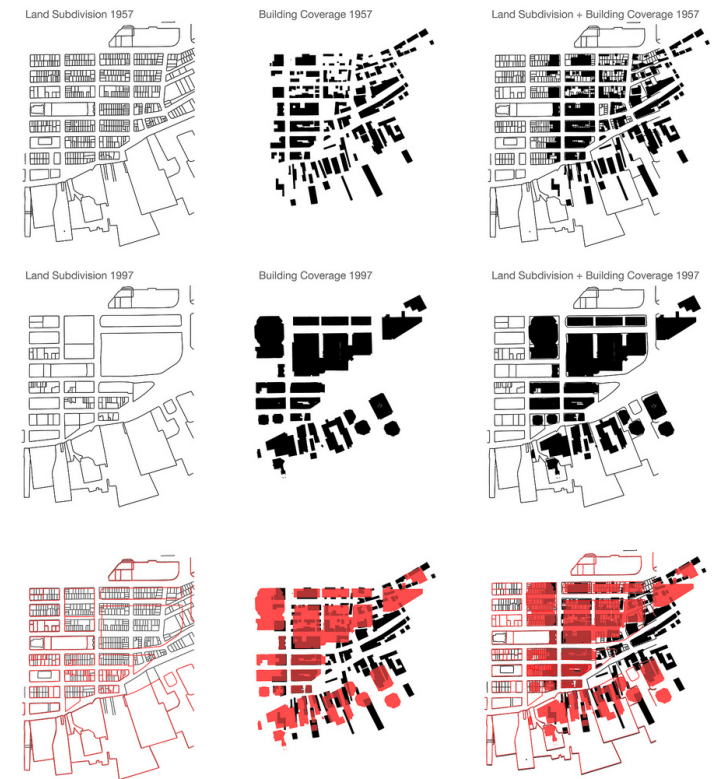 Land Subdivision 1957
Building Coverage 1957
Land Subdivision + Building Coverage 1957
Land Subdivision 1997
Building Coverage 1997
Land Subdivision + Building Coverage 1997